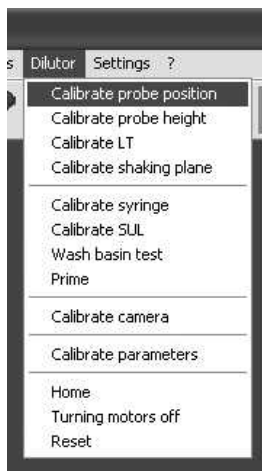 s Dilutor Settings ?
Calibrate probe position
Calibrate probe height
Calibrate LT
Calibrate shaking plane
Calibrate syringe
Calibrate SUL
Wash basin test
Prime
Calibrate camera
Calibrate parameters
Home
Turning motors off
Reset